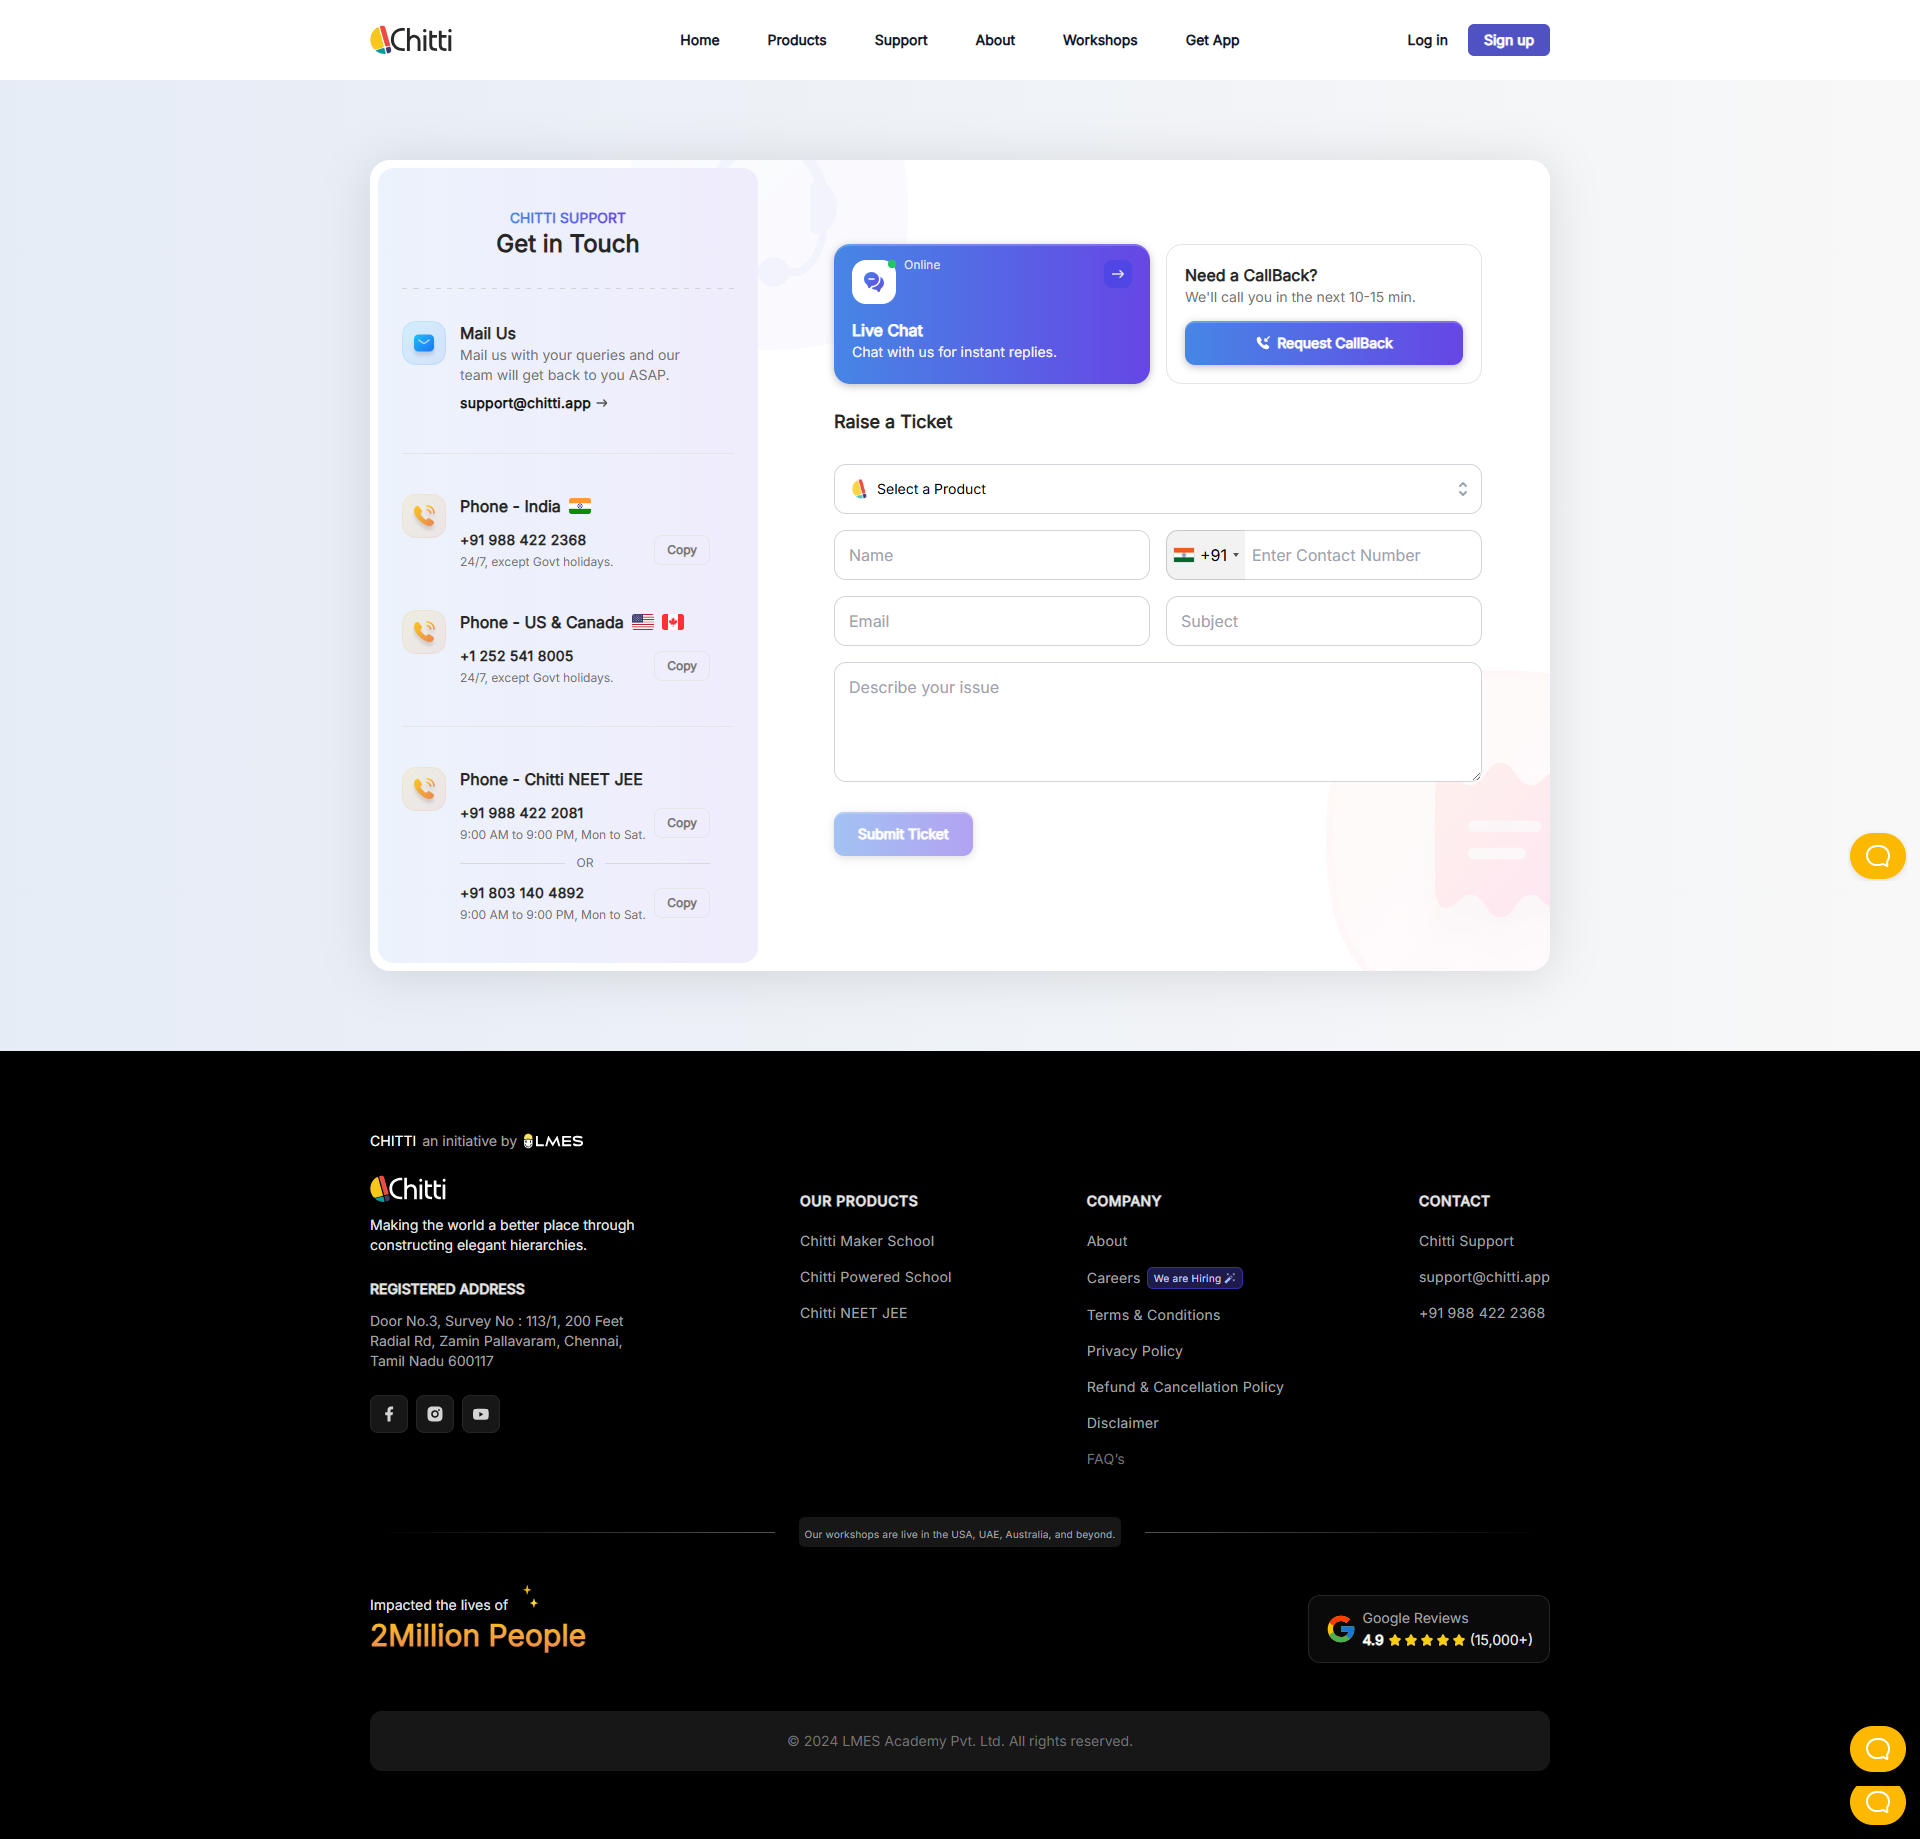 Chitti
Home
Products
Support
About
Workshops
Get App
Log in
Sign up
CHITTI SUPPORT
Get in Touch
Mail Us
Mail us with your queries and our
team will get back to you ASAP.
support@chitti.app →
Phone - India
+91 988 422 2368
24/7, except Govt holidays.
Copy
Phone - US & Canada
+1 252 541 8005
24/7, except Govt holidays.
Copy
Phone - Chitti NEET JEE
+91 988 422 2081
9:00 AM to 9:00 PM, Mon to Sat.
Copy
OR
+91 803 140 4892
9:00 AM to 9:00 PM, Mon to Sat.
Copy
Online
Live Chat
Chat with us for instant replies.
Need a CallBack?
We'll call you in the next 10-15 min.
Request CallBack
Raise a Ticket
Select a Product
Name
+91
Enter Contact Number
Email
Subject
Describe your issue
Submit Ticket
CHITTI an initiative by LMES
Chitti
Making the world a better place through
constructing elegant hierarchies.
REGISTERED ADDRESS
Door No.3, Survey No : 113/1, 200 Feet
Radial Rd, Zamin Pallavaram, Chennai,
Tamil Nadu 600117
OUR PRODUCTS
Chitti Maker School
Chitti Powered School
Chitti NEET JEE
COMPANY
About
Careers
We are Hiring
Terms & Conditions
Privacy Policy
Refund & Cancellation Policy
Disclaimer
FAQ's
CONTACT
Chitti Support
support@chitti.app
+91 988 422 2368
Our workshops are live in the USA, UAE, Australia, and beyond.
Impacted the lives of
2Million People
Google Reviews
4.9 ★★★★★ (15,000+)
© 2024 LMES Academy Pvt. Ltd. All rights reserved.